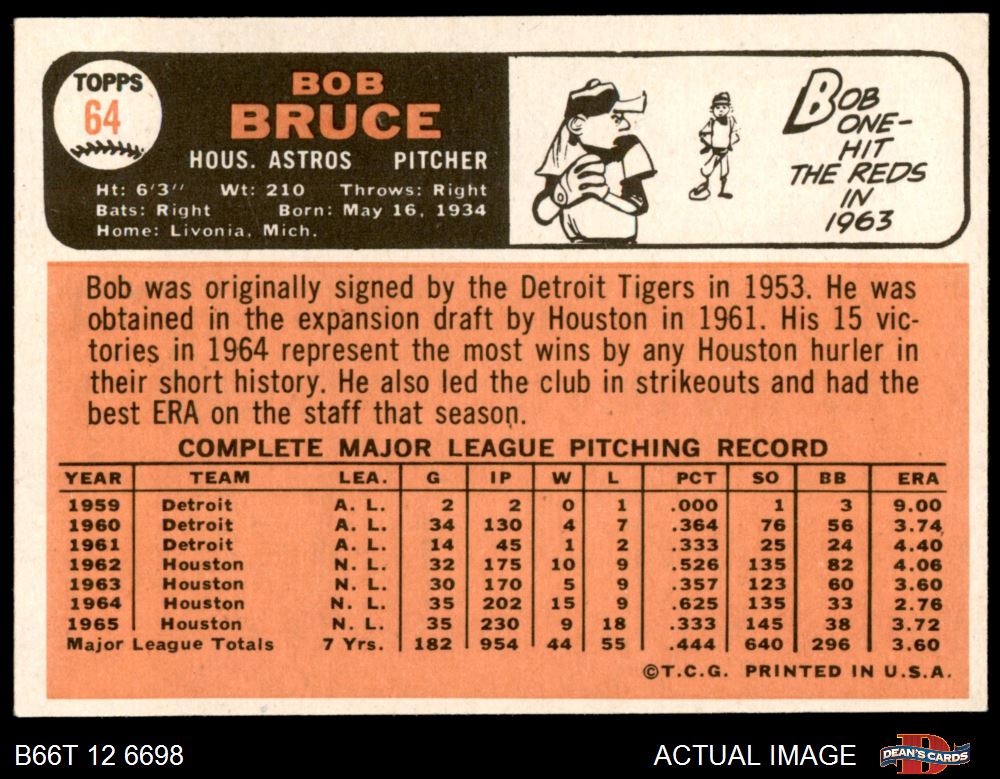 TOPPS
64
BOB
BRUCE
HOUS. ASTROS PITCHER
Ht: 6'3" Wt: 210 Throws: Right
Bats: Right Born: May 16, 1934
Home: Livonia, Mich.
BOB
ONE-
HIT
THE REDS
IN
1963
Bob was originally signed by the Detroit Tigers in 1953. He was
obtained in the expansion draft by Houston in 1961. His 15 vic-
tories in 1964 represent the most wins by any Houston hurler in
their short history. He also led the club in strikeouts and had the
best ERA on the staff that season.
COMPLETE MAJOR LEAGUE PITCHING RECORD
YEAR TEAM LEA. G IP W L PCT SO BB ERA
1959 Detroit A. L. 2 2 0 1 .000 1 3 9.00
1960 Detroit A. L. 34 130 4 7 .364 76 56 3.74
1961 Detroit A. L. 14 45 1 2 .333 25 24 4.40
1962 Houston N. L. 32 175 10 9 .526 135 82 4.06
1963 Houston N. L. 30 170 5 9 .357 123 60 3.60
1964 Houston N. L. 35 202 15 9 .625 135 33 2.76
1965 Houston N. L. 35 230 9 18 .333 145 38 3.72
Major League Totals 7 Yrs. 182 954 44 55 .444 640 296 3.60
©T.C.G. PRINTED IN U.S.A.
B66T 12 6698 ACTUAL IMAGE DEAN'S CARDS